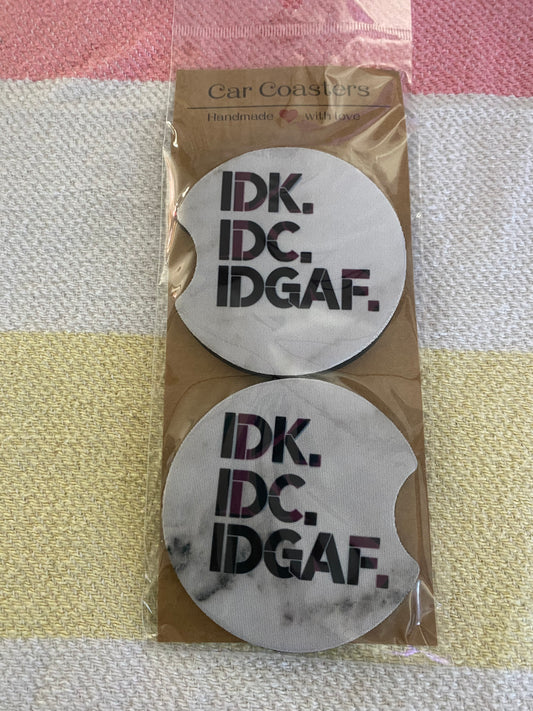 Car Coasters
Handmade with love
IDK.
IDC.
IDGAF.
IDK.
IDC.
IDGAF.